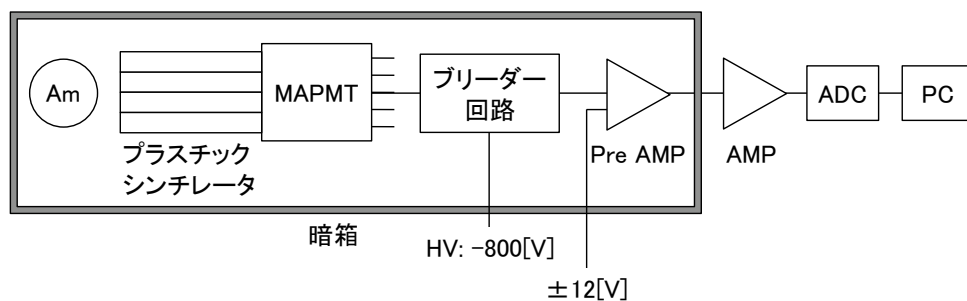 Am
プラスチック
シンチレータ
MAPMT
ブリーダー
回路
Pre AMP
AMP
ADC
PC
暗箱
HV: -800[V]
±12[V]